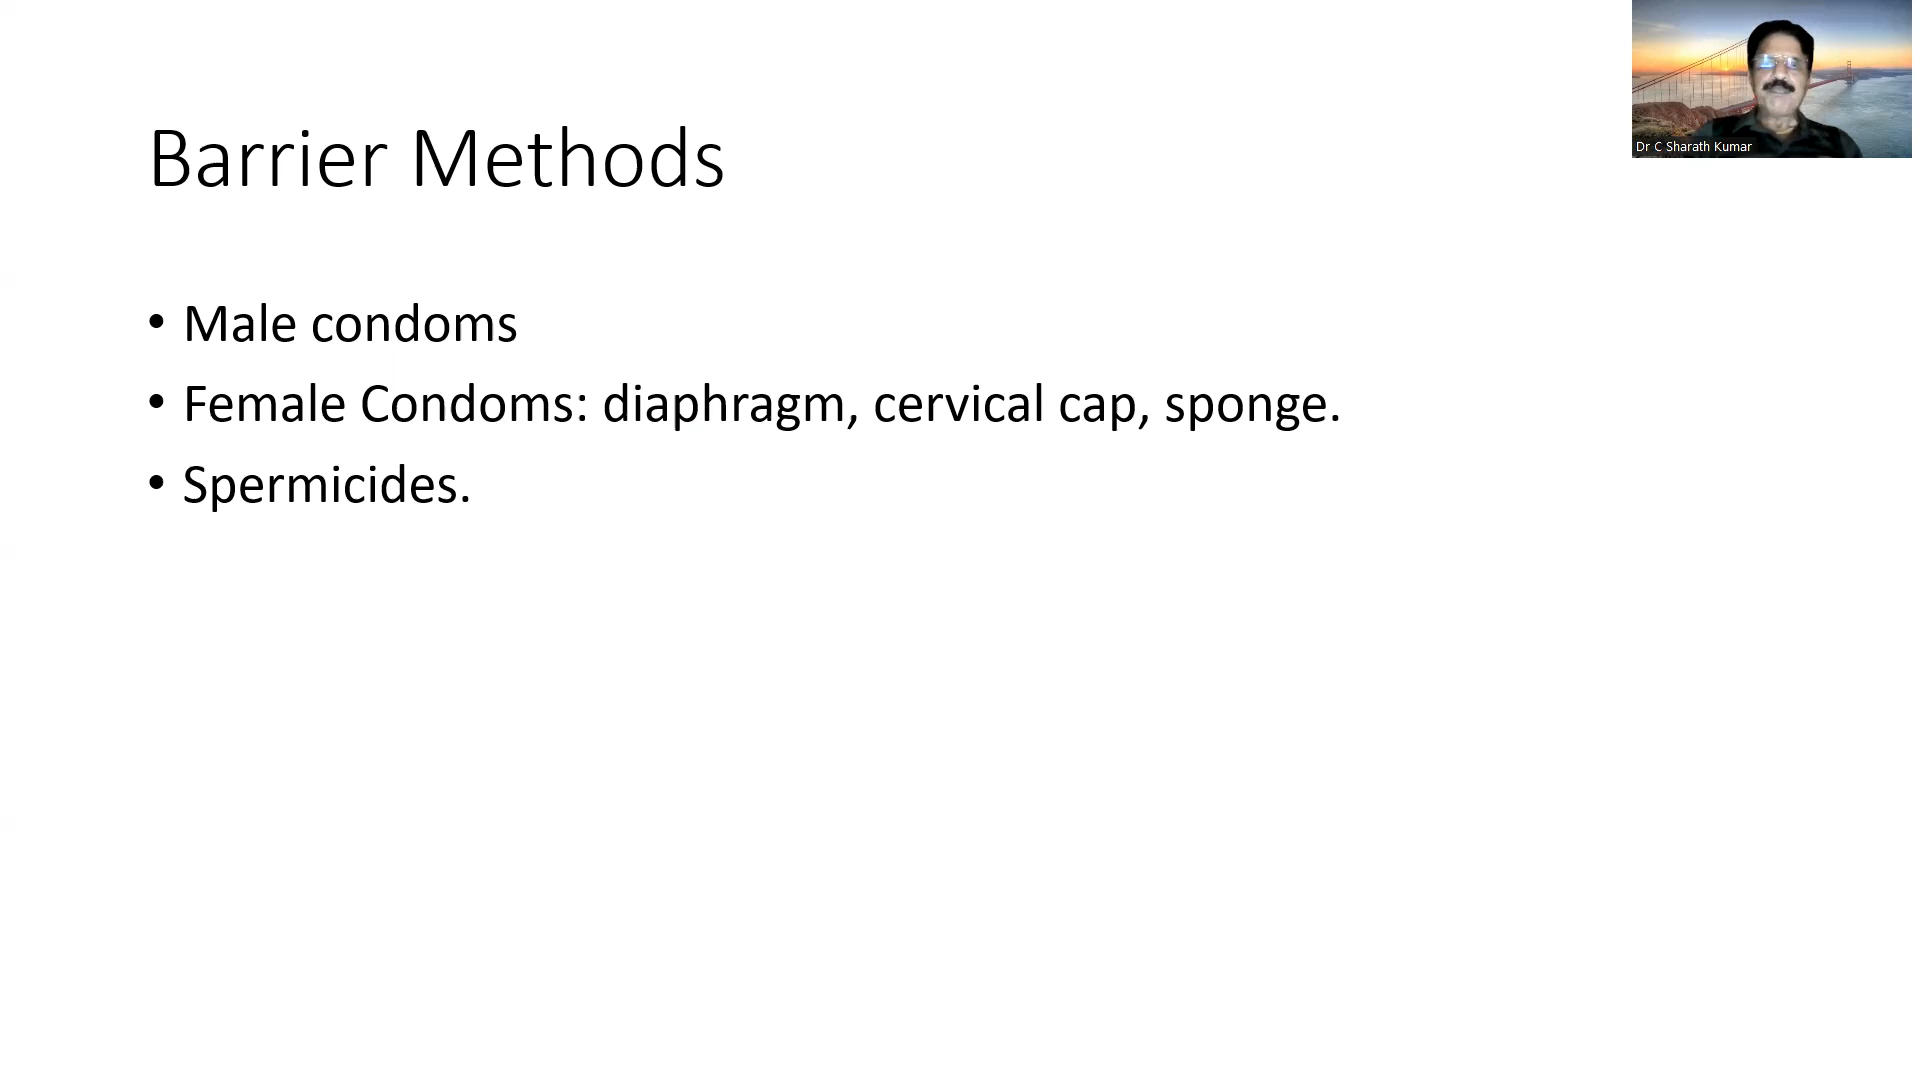 Barrier Methods
• Male condoms
• Female Condoms: diaphragm, cervical cap, sponge.
• Spermicides.
Dr C Sharath Kumar